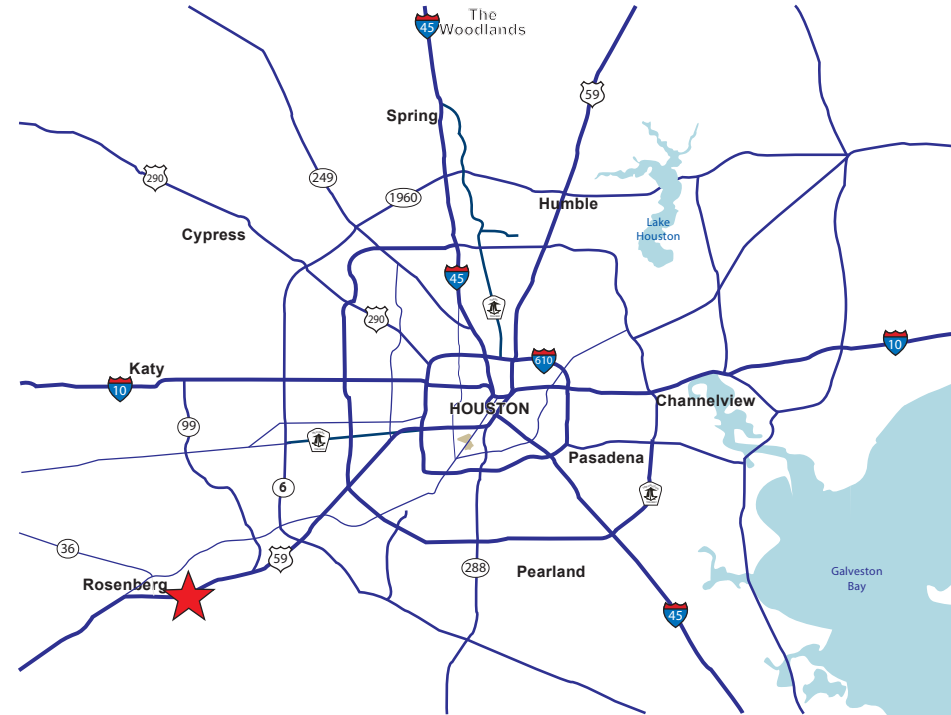 The
Woodlands
45
59
Spring
290
249
1960
Humble
Lake
Houston
Cypress
45
290
610
10
Katy
10
HOUSTON
Channelview
99
Pasadena
6
36
59
288
Pearland
Rosenberg
Galveston
Bay
45